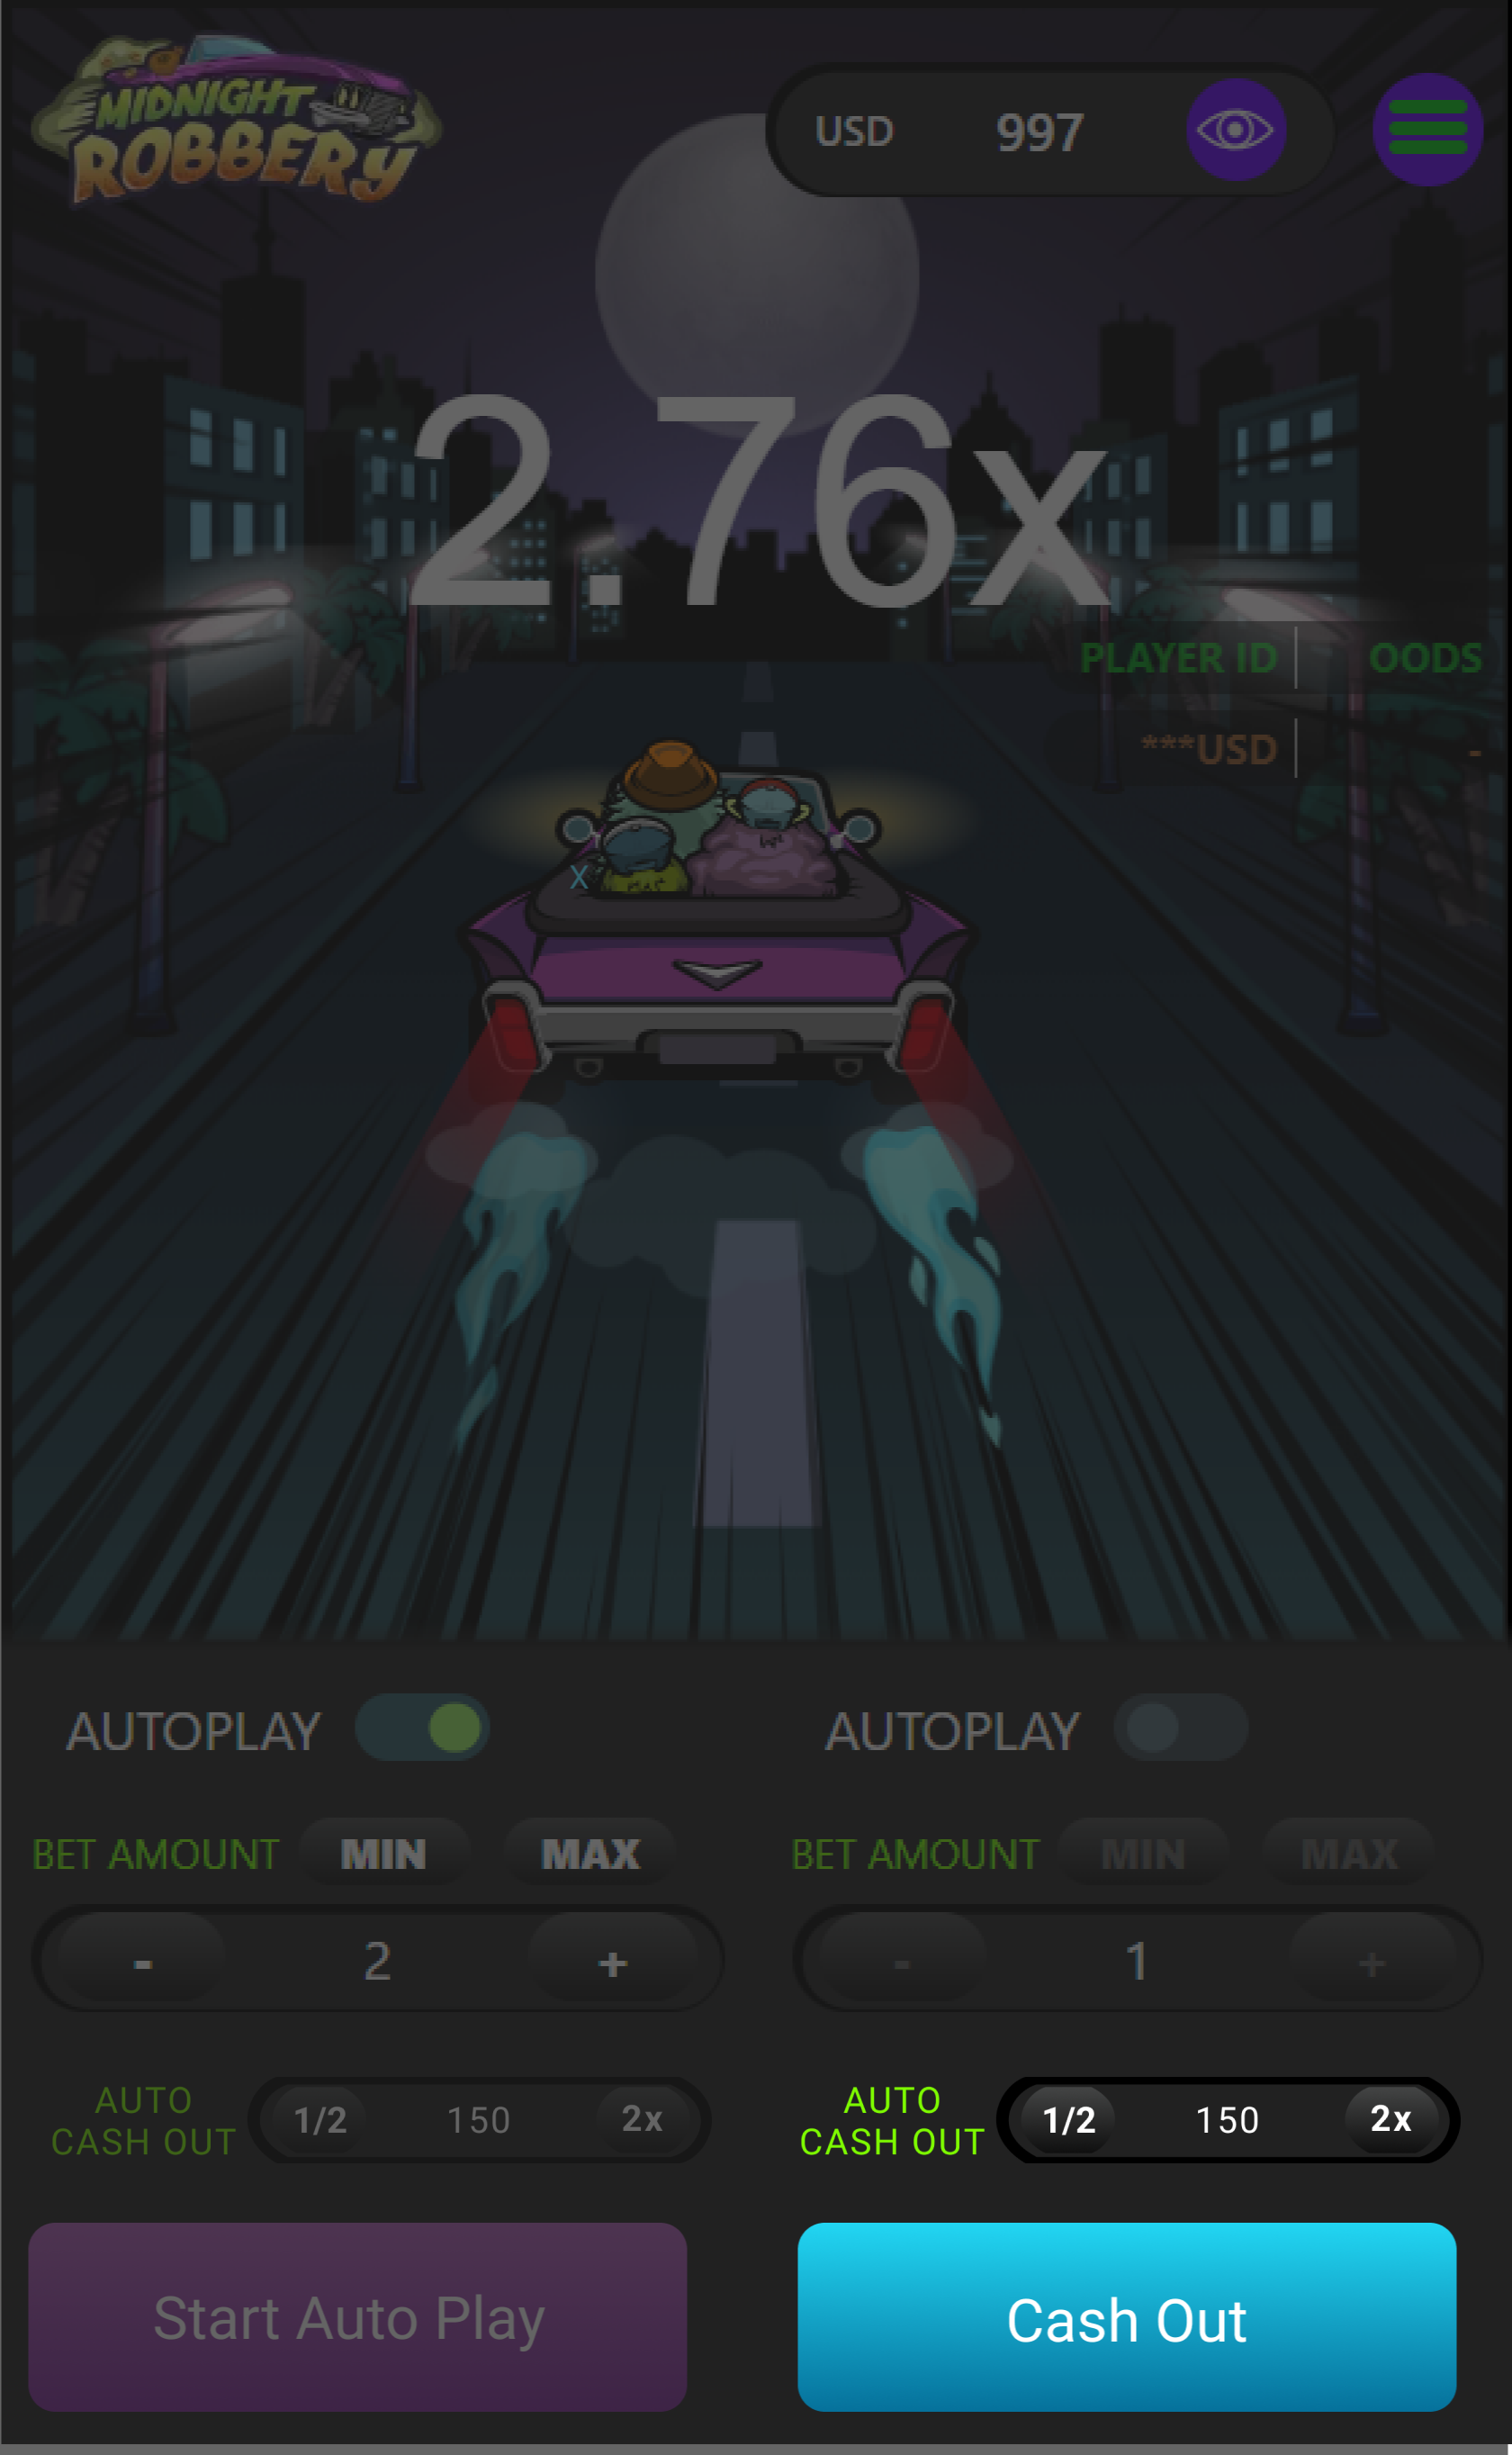 MIDNIGHT
ROBBERY
USD 997
2.76x
PLAYER ID OODS
***USD -
X
AUTOPLAY AUTOPLAY
BET AMOUNT MIN MAX BET AMOUNT MIN MAX
- 2 + - 1 +
AUTO
CASH OUT 1/2 150 2x AUTO
CASH OUT 1/2 150 2x
Start Auto Play Cash Out